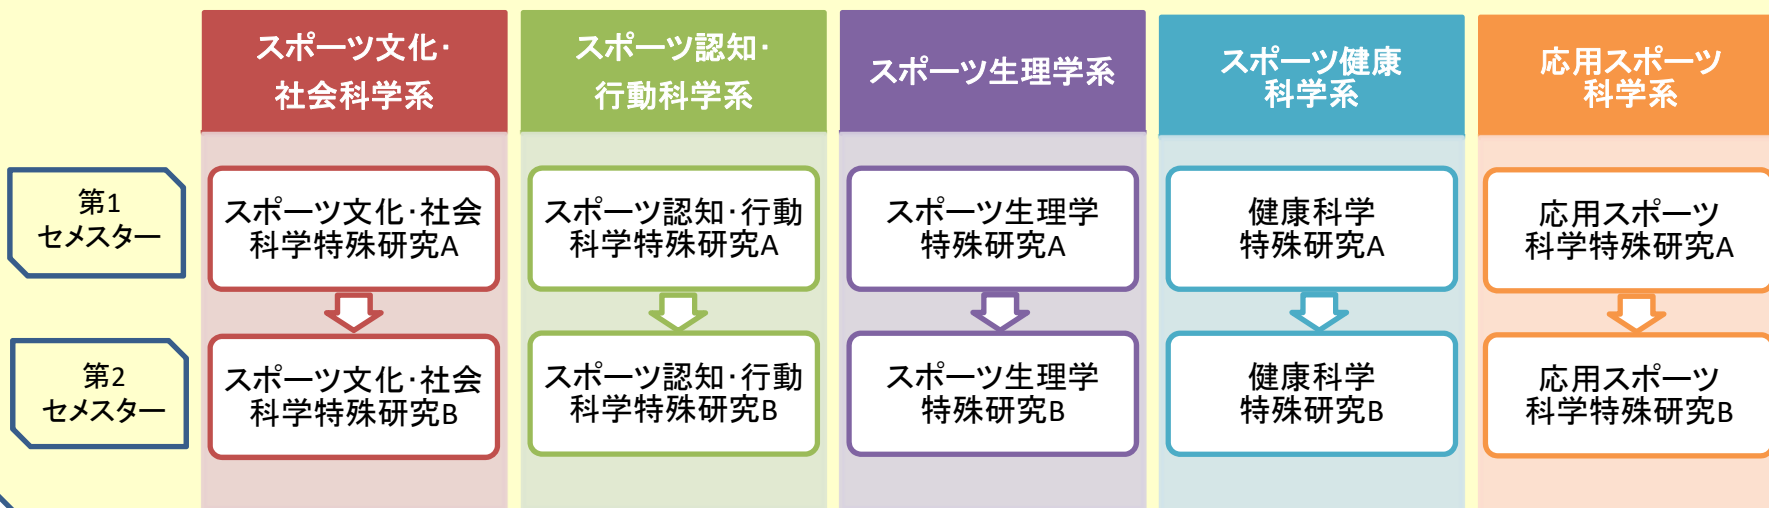 スポーツ文化・
社会科学系
スポーツ認知・
行動科学系
スポーツ生理学系
スポーツ健康
科学系
応用スポーツ
科学系
第1
セメスター
スポーツ文化・社会
科学特殊研究A
スポーツ認知・行動
科学特殊研究A
スポーツ生理学
特殊研究A
健康科学
特殊研究A
応用スポーツ
科学特殊研究A
第2
セメスター
スポーツ文化・社会
科学特殊研究B
スポーツ認知・行動
科学特殊研究B
スポーツ生理学
特殊研究B
健康科学
特殊研究B
応用スポーツ
科学特殊研究B